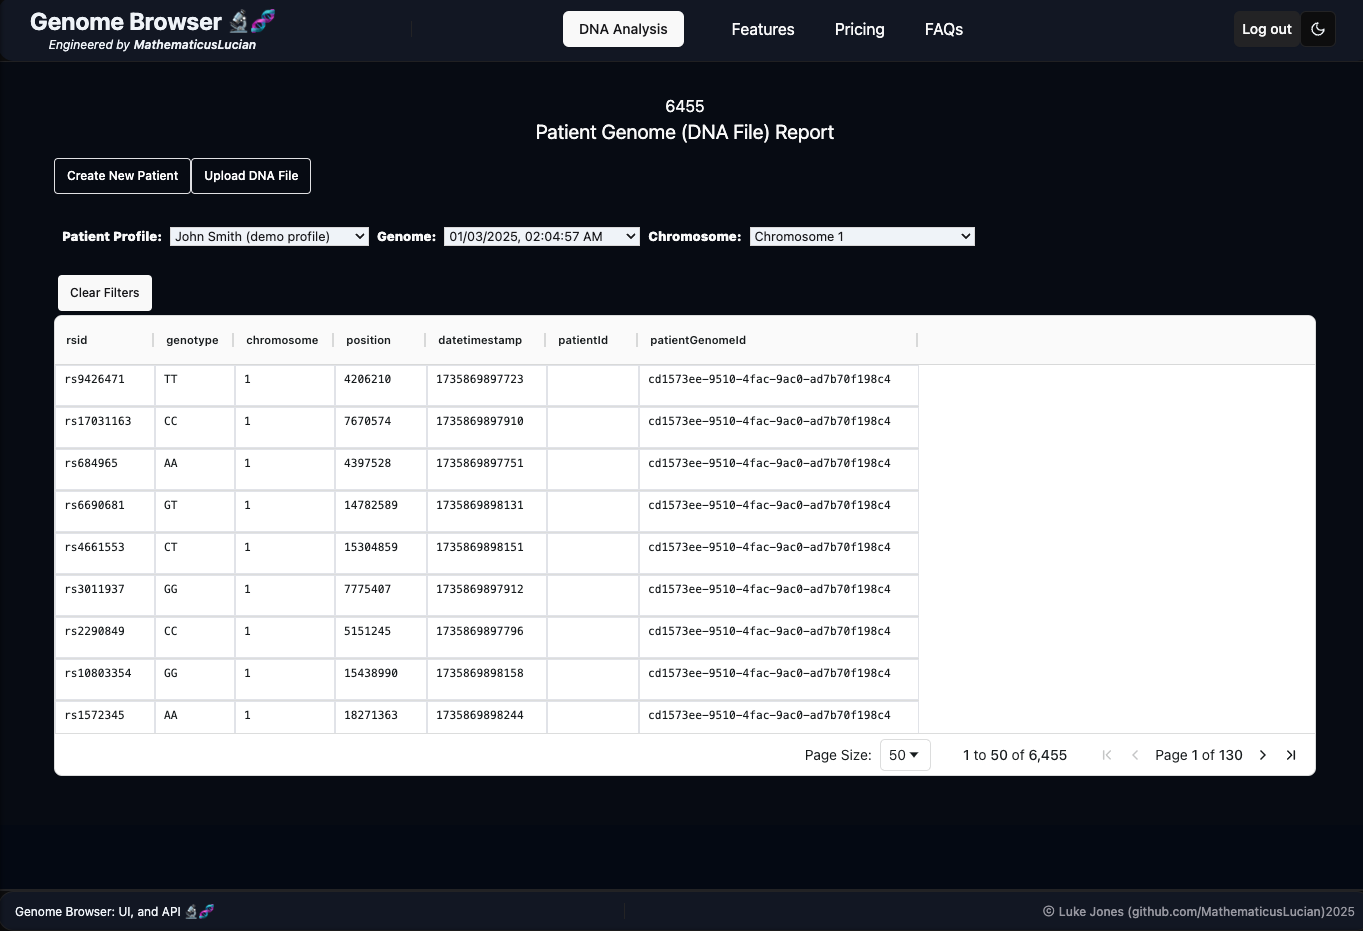 Genome Browser 🔬🧬
Engineered by MathematicusLucian
DNA Analysis Features Pricing FAQs Log out
6455
Patient Genome (DNA File) Report
Create New Patient Upload DNA File
Patient Profile: John Smith (demo profile) Genome: 01/03/2025, 02:04:57 AM Chromosome: Chromosome 1
Clear Filters
rsid genotype chromosome position datetimestamp patientId patientGenomeId
rs9426471 TT 1 4206210 1735869897723 cd1573ee-9510-4fac-9ac0-ad7b70f198c4
rs17031163 CC 1 7670574 1735869897910 cd1573ee-9510-4fac-9ac0-ad7b70f198c4
rs684965 AA 1 4397528 1735869897751 cd1573ee-9510-4fac-9ac0-ad7b70f198c4
rs6690681 GT 1 14782589 1735869898131 cd1573ee-9510-4fac-9ac0-ad7b70f198c4
rs4661553 CT 1 15304859 1735869898151 cd1573ee-9510-4fac-9ac0-ad7b70f198c4
rs3011937 GG 1 7775407 1735869897912 cd1573ee-9510-4fac-9ac0-ad7b70f198c4
rs2290849 CC 1 5151245 1735869897796 cd1573ee-9510-4fac-9ac0-ad7b70f198c4
rs10803354 GG 1 15438990 1735869898158 cd1573ee-9510-4fac-9ac0-ad7b70f198c4
rs1572345 AA 1 18271363 1735869898244 cd1573ee-9510-4fac-9ac0-ad7b70f198c4
Page Size: 50 1 to 50 of 6,455 Page 1 of 130
Genome Browser: UI, and API 🔬🧬 © Luke Jones (github.com/MathematicusLucian)2025